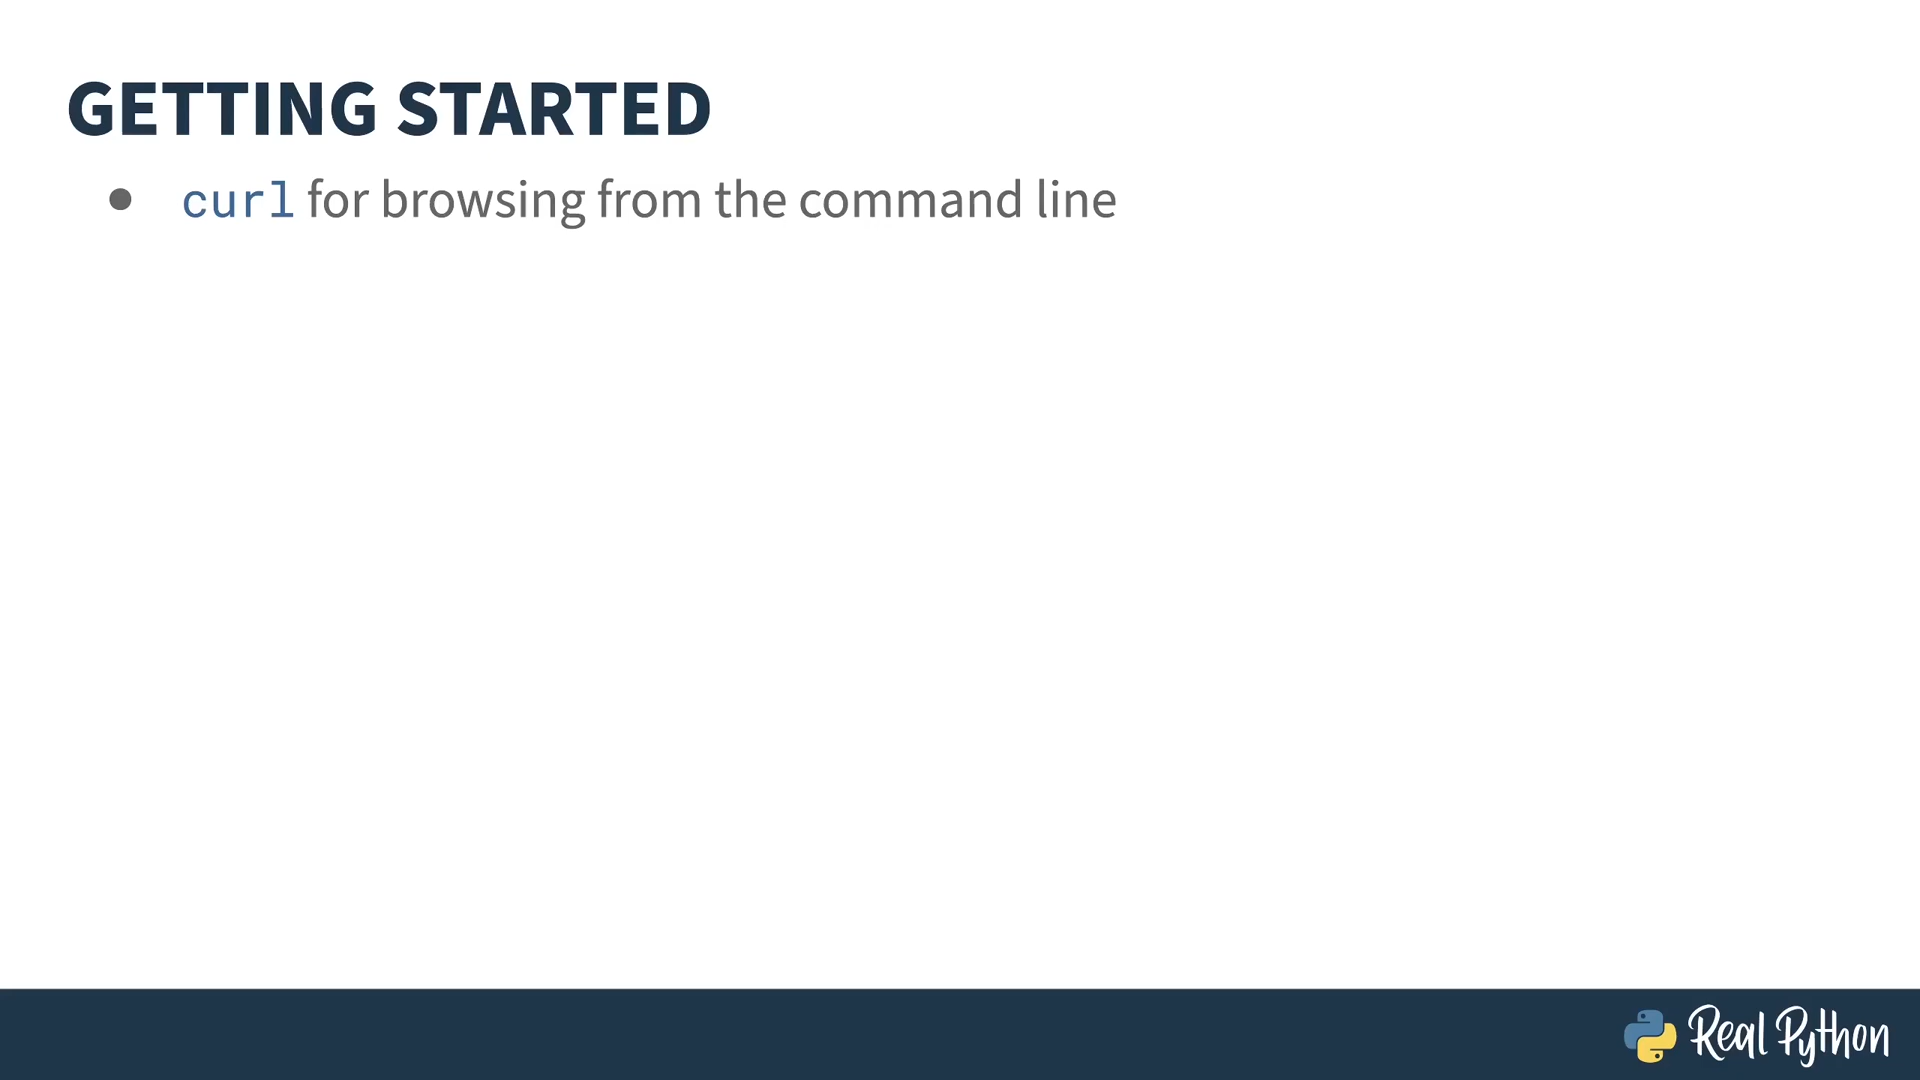 GETTING STARTED
● curl for browsing from the command line
Real Python